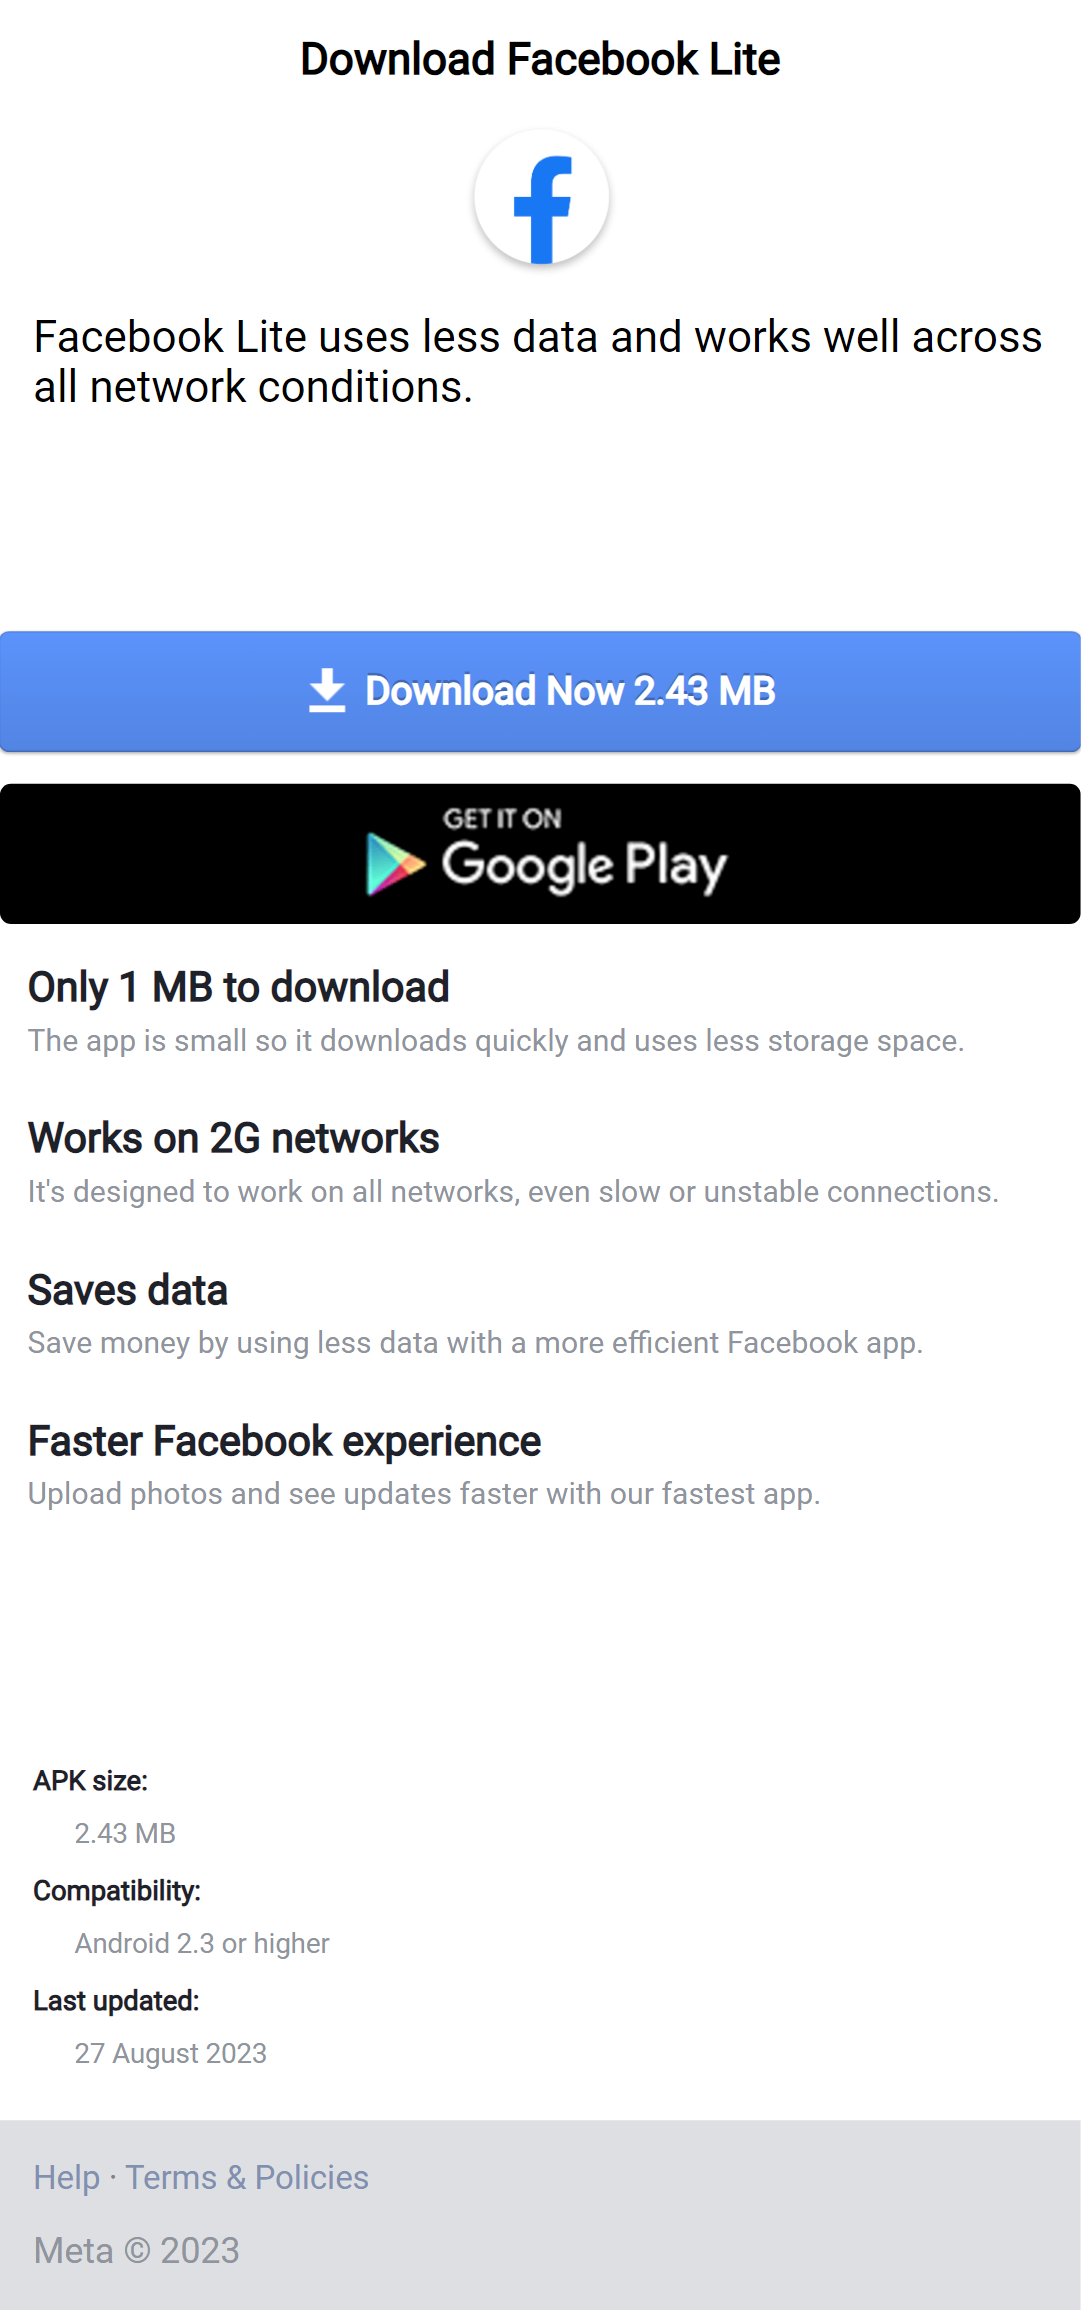 Download Facebook Lite
Facebook Lite uses less data and works well across
all network conditions.
Download Now 2.43 MB
GET IT ON
Google Play
Only 1 MB to download
The app is small so it downloads quickly and uses less storage space.
Works on 2G networks
It's designed to work on all networks, even slow or unstable connections.
Saves data
Save money by using less data with a more efficient Facebook app.
Faster Facebook experience
Upload photos and see updates faster with our fastest app.
APK size:
2.43 MB
Compatibility:
Android 2.3 or higher
Last updated:
27 August 2023
Help · Terms & Policies
Meta © 2023